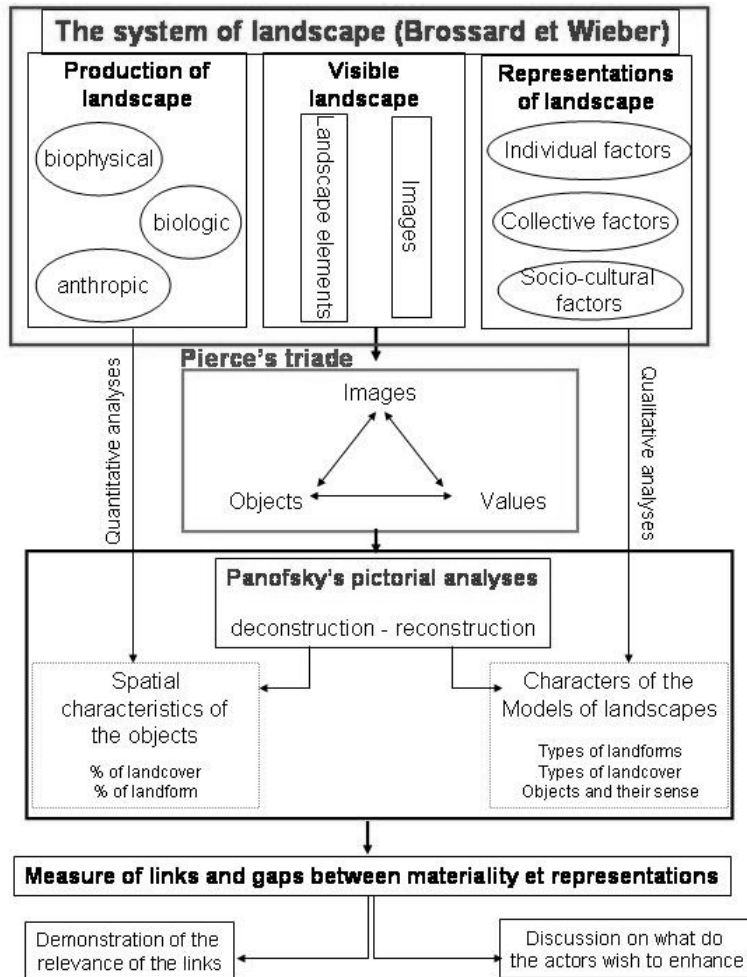 The system of landscape (Brossard et Wieber)
Production of
landscape
biophysical
biologic
anthropic
Visible
landscape
Landscape elements
Images
Representations
of landscape
Individual factors
Collective factors
Socio-cultural
factors
Quantitative analyses
Pierce's triade
Images
Objects
Values
Qualitative analyses
Panofsky's pictorial analyses
deconstruction - reconstruction
Spatial
characteristics of
the objects
% of landcover
% of landform
Characters of the
Models of landscapes
Types of landforms
Types of landcover
Objects and their sense
Measure of links and gaps between materiality et representations
Demonstration of the
relevance of the links
Discussion on what do
the actors wish to enhance